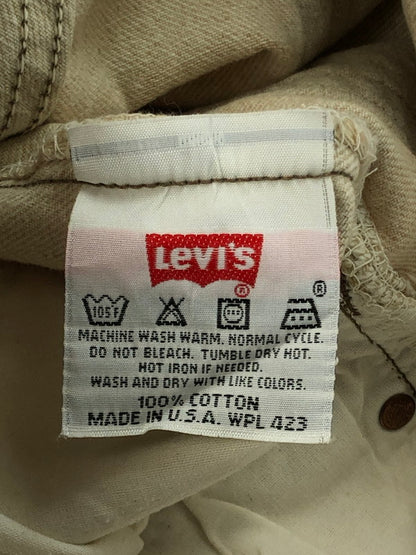 Levi's
®
®
105F
MACHINE WASH WARM. NORMAL CYCLE.
DO NOT BLEACH. TUMBLE DRY HOT.
HOT IRON IF NEEDED.
WASH AND DRY WITH LIKE COLORS.
100% COTTON
MADE IN U.S.A. WPL 423